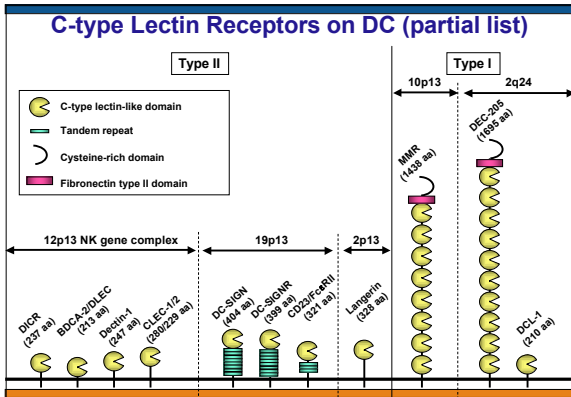 C-type Lectin Receptors on DC (partial list)
Type II
Type I
10p13
2q24
C-type lectin-like domain
Tandem repeat
Cysteine-rich domain
Fibronectin type II domain
MMR
(1438 aa)
DEC-205
(1695 aa)
12p13 NK gene complex
19p13
2p13
DICR
(237 aa)
BDCA-2/DLEC
(213 aa)
Dectin-1
(247 aa)
CLEC-1/2
(280/229 aa)
DC-SIGN
(404 aa)
DC-SIGNR
(399 aa)
CD23/FcεRII
(321 aa)
Langerin
(328 aa)
DCL-1
(210 aa)